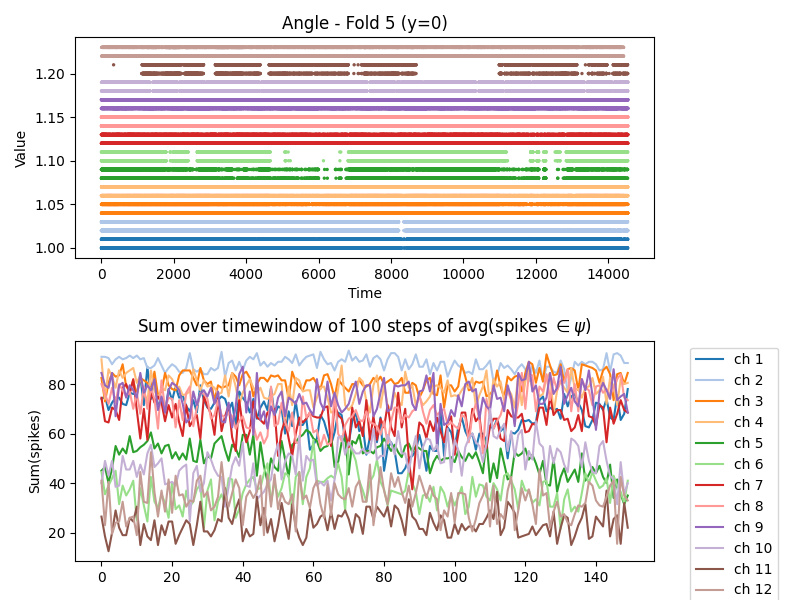 Angle - Fold 5 (y=0)
Value
1.20
1.15
1.10
1.05
1.00
0 2000 4000 6000 8000 10000 12000 14000
Time
Sum over timewindow of 100 steps of avg(spikes ∈ ψ)
Sum(spikes)
80
60
40
20
0 20 40 60 80 100 120 140
ch 1
ch 2
ch 3
ch 4
ch 5
ch 6
ch 7
ch 8
ch 9
ch 10
ch 11
ch 12